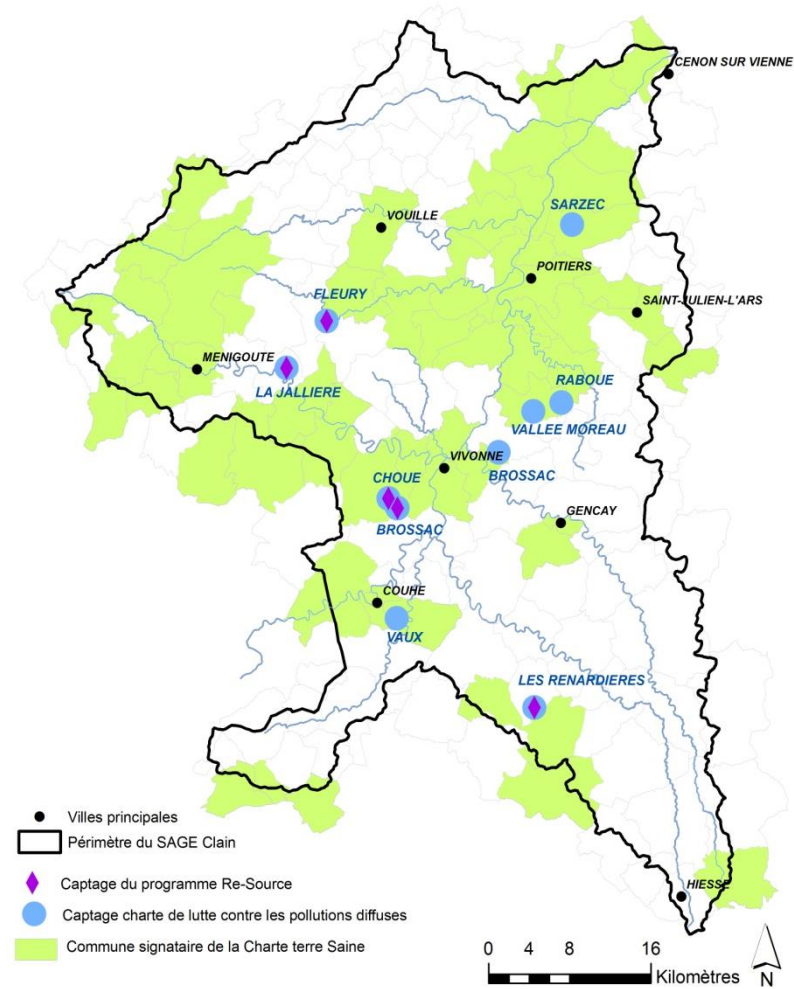 CENON SUR VIENNE
SARZEC
VOUILLE
POITIERS
SAINT-JULIEN-L'ARS
FLEURY
MENIGOUTE
LA JALLIERE
RABOUE
VALLEE MOREAU
VIVONNE
BROSSAC
CHOUE
BROSSAC
GENCAY
COUHE
VAUX
LES RENARDIERES
HIESSE
Villes principales
Périmètre du SAGE Clain
Captage du programme Re-Source
Captage charte de lutte contre les pollutions diffuses
Commune signataire de la Charte terre Saine
0 4 8 16
Kilomètres
N